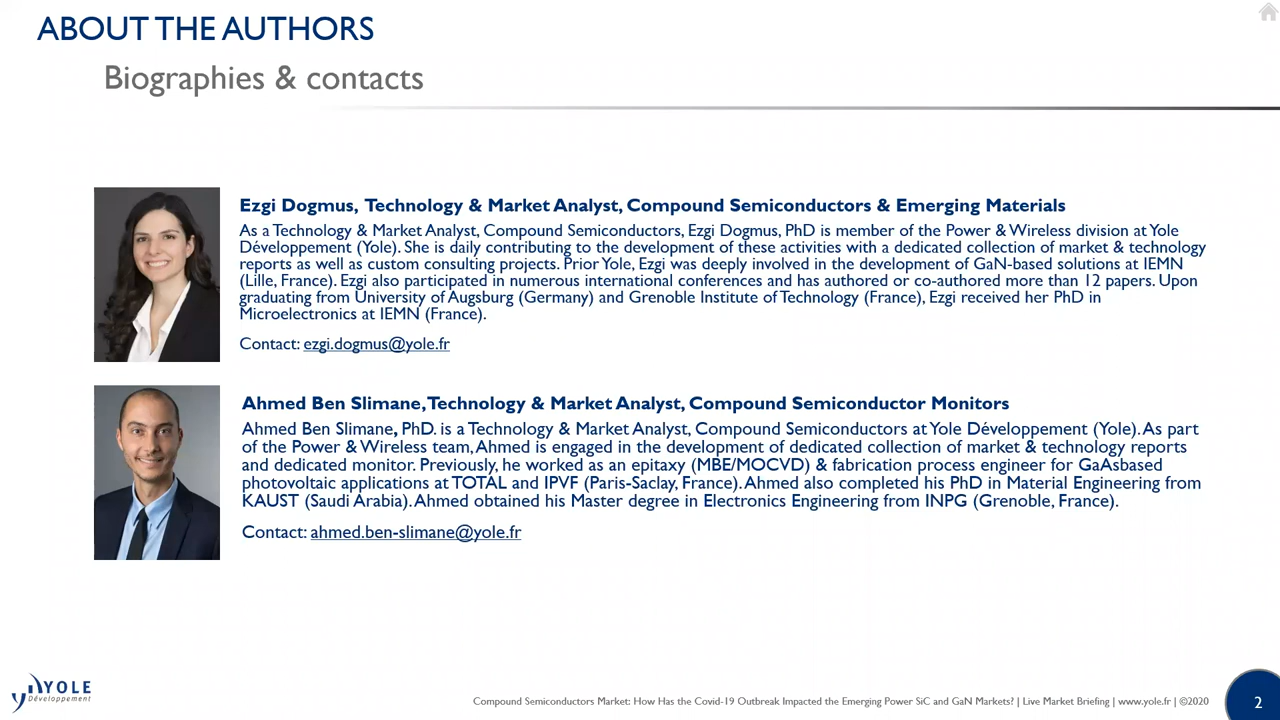 ABOUT THE AUTHORS
Biographies & contacts
Ezgi Dogmus, Technology & Market Analyst, Compound Semiconductors & Emerging Materials
As a Technology & Market Analyst, Compound Semiconductors, Ezgi Dogmus, PhD is member of the Power & Wireless division at Yole
Développement (Yole). She is daily contributing to the development of these activities with a dedicated collection of market & technology
reports as well as custom consulting projects. Prior Yole, Ezgi was deeply involved in the development of GaN-based solutions at IEMN
(Lille, France). Ezgi also participated in numerous international conferences and has authored or co-authored more than 12 papers. Upon
graduating from University of Augsburg (Germany) and Grenoble Institute of Technology (France), Ezgi received her PhD in
Microelectronics at IEMN (France).
Contact: ezgi.dogmus@yole.fr
Ahmed Ben Slimane, Technology & Market Analyst, Compound Semiconductor Monitors
Ahmed Ben Slimane, PhD. is a Technology & Market Analyst, Compound Semiconductors at Yole Développement (Yole). As part
of the Power & Wireless team, Ahmed is engaged in the development of dedicated collection of market & technology reports
and dedicated monitor. Previously, he worked as an epitaxy (MBE/MOCVD) & fabrication process engineer for GaAsbased
photovoltaic applications at TOTAL and IPVF (Paris-Saclay, France). Ahmed also completed his PhD in Material Engineering from
KAUST (Saudi Arabia). Ahmed obtained his Master degree in Electronics Engineering from INPG (Grenoble, France).
Contact: ahmed.ben-slimane@yole.fr
YOLE
Développement
Compound Semiconductors Market: How Has the Covid-19 Outbreak Impacted the Emerging Power SiC and GaN Markets? | Live Market Briefing | www.yole.fr | ©2020
2